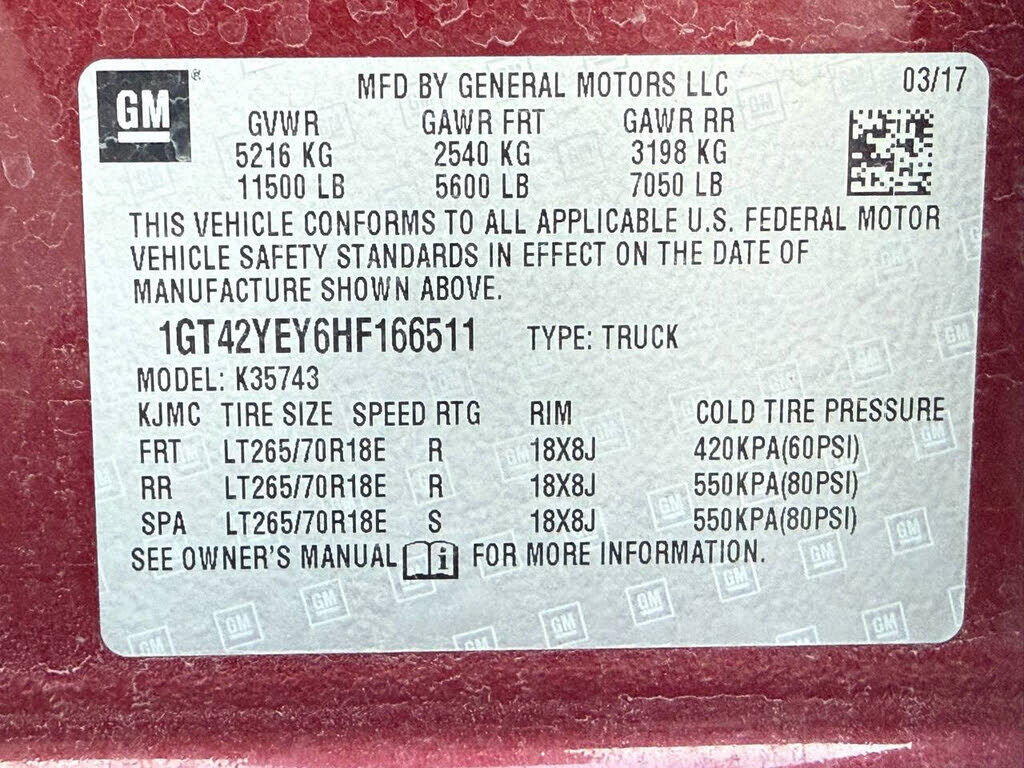 GM ® MFD BY GENERAL MOTORS LLC 03/17
GVWR GAWR FRT GAWR RR
5216 KG 2540 KG 3198 KG
11500 LB 5600 LB 7050 LB
THIS VEHICLE CONFORMS TO ALL APPLICABLE U.S. FEDERAL MOTOR
VEHICLE SAFETY STANDARDS IN EFFECT ON THE DATE OF
MANUFACTURE SHOWN ABOVE.
1GT42YEY6HF166511 TYPE: TRUCK
MODEL: K35743
KJMC TIRE SIZE SPEED RTG RIM COLD TIRE PRESSURE
FRT LT265/70R18E R 18X8J 420KPA(60PSI)
RR LT265/70R18E R 18X8J 550KPA(80PSI)
SPA LT265/70R18E S 18X8J 550KPA(80PSI)
SEE OWNER'S MANUAL i FOR MORE INFORMATION.